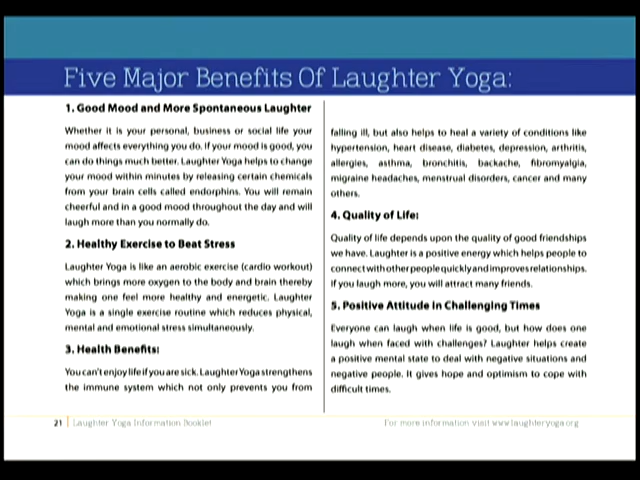 Five Major Benefits Of Laughter Yoga:
1. Good Mood and More Spontaneous Laughter
Whether it is your personal, business or social life your
mood affects everything you do. If your mood is good, you
can do things much better. Laughter Yoga helps to change
your mood within minutes by releasing certain chemicals
from your brain cells called endorphins. You will remain
cheerful and in a good mood throughout the day and will
laugh more than you normally do.
2. Healthy Exercise to Beat Stress
Laughter Yoga is like an aerobic exercise (cardio workout)
which brings more oxygen to the body and brain thereby
making one feel more healthy and energetic. Laughter
Yoga is a single exercise routine which reduces physical,
mental and emotional stress simultaneously.
3. Health Benefits:
You can't enjoy life if you are sick. Laughter Yoga strengthens
the immune system which not only prevents you from
falling ill, but also helps to heal a variety of conditions like
hypertension, heart disease, diabetes, depression, arthritis,
allergies, asthma, bronchitis, backache, fibromyalgia,
migraine headaches, menstrual disorders, cancer and many
others.
4. Quality of Life:
Quality of life depends upon the quality of good friendships
we have. Laughter is a positive energy which helps people to
connect with other people quickly and improves relationships.
If you laugh more, you will attract many friends.
5. Positive Attitude in Challenging Times
Everyone can laugh when life is good, but how does one
laugh when faced with challenges? Laughter helps create
a positive mental state to deal with negative situations and
negative people. It gives hope and optimism to cope with
difficult times.
21 Laughter Yoga Information Booklet
For more information visit www.laughteryoga.org